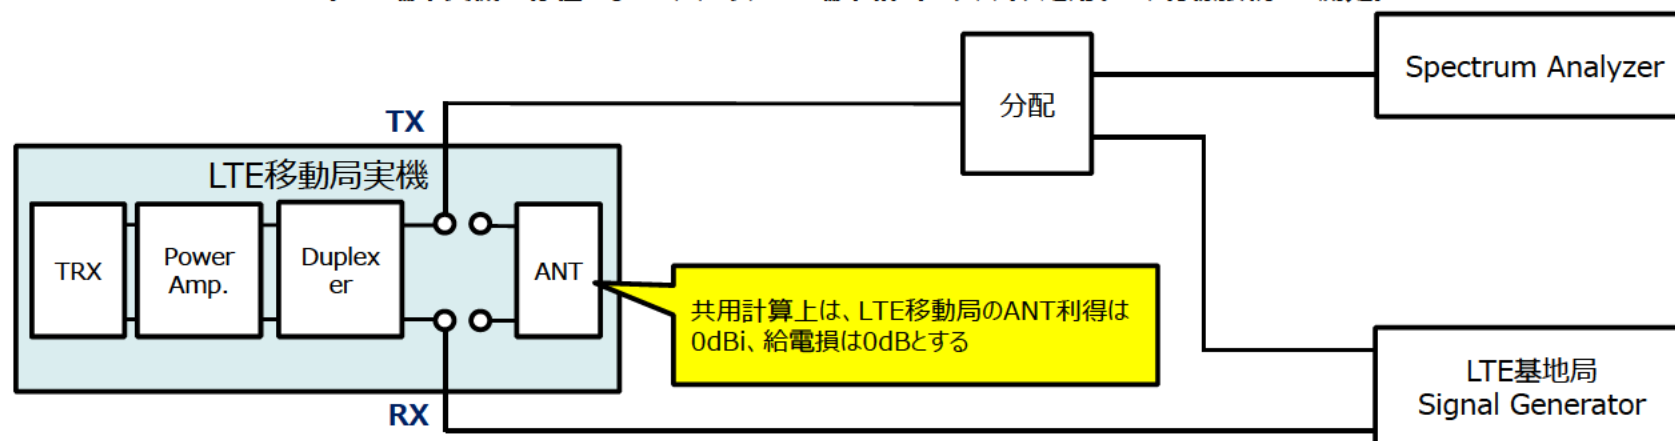 Spectrum Analyzer
分配
TX
LTE移動局実機
TRX
Power
Amp.
Duplex
er
ANT
共用計算上は、LTE移動局のANT利得は
0dBi、給電損は0dBとする
LTE基地局
Signal Generator
RX